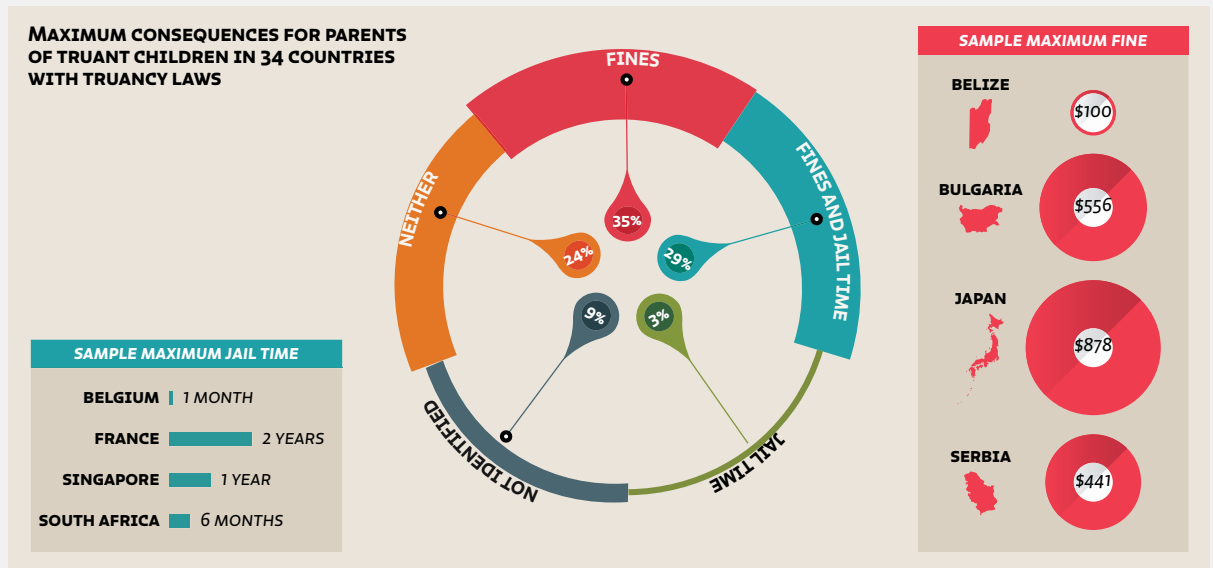 MAXIMUM CONSEQUENCES FOR PARENTS
OF TRUANT CHILDREN IN 34 COUNTRIES
WITH TRUANCY LAWS
FINES
35%
FINES AND JAIL TIME
29%
JAIL TIME
3%
NOT IDENTIFIED
9%
NEITHER
24%
SAMPLE MAXIMUM JAIL TIME
BELGIUM 1 MONTH
FRANCE 2 YEARS
SINGAPORE 1 YEAR
SOUTH AFRICA 6 MONTHS
SAMPLE MAXIMUM FINE
BELIZE
$100
BULGARIA
$556
JAPAN
$878
SERBIA
$441